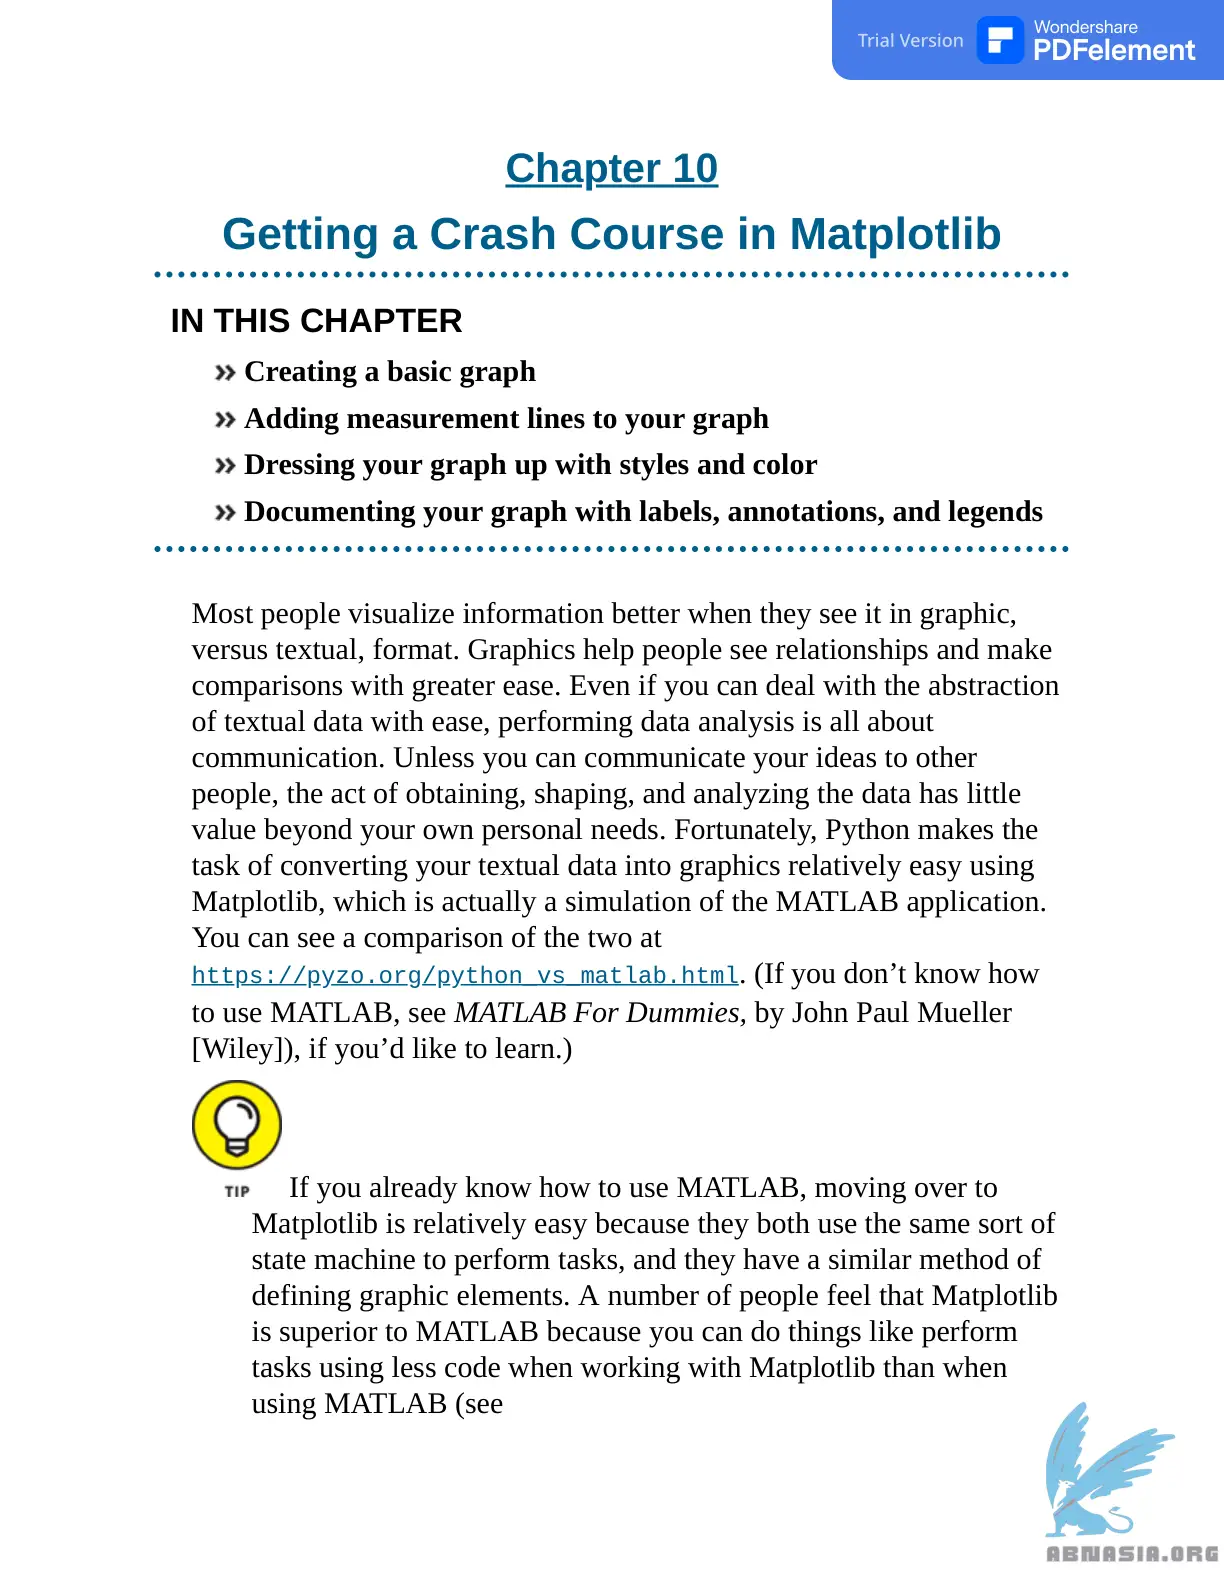 Trial Version
Wondershare
PDFelement
Chapter 10
Getting a Crash Course in Matplotlib
IN THIS CHAPTER
» Creating a basic graph
» Adding measurement lines to your graph
» Dressing your graph up with styles and color
» Documenting your graph with labels, annotations, and legends
Most people visualize information better when they see it in graphic,
versus textual, format. Graphics help people see relationships and make
comparisons with greater ease. Even if you can deal with the abstraction
of textual data with ease, performing data analysis is all about
communication. Unless you can communicate your ideas to other
people, the act of obtaining, shaping, and analyzing the data has little
value beyond your own personal needs. Fortunately, Python makes the
task of converting your textual data into graphics relatively easy using
Matplotlib, which is actually a simulation of the MATLAB application.
You can see a comparison of the two at
https://pyzo.org/python_vs_matlab.html. (If you don’t know how
to use MATLAB, see MATLAB For Dummies, by John Paul Mueller
[Wiley]), if you’d like to learn.)
TIP If you already know how to use MATLAB, moving over to
Matplotlib is relatively easy because they both use the same sort of
state machine to perform tasks, and they have a similar method of
defining graphic elements. A number of people feel that Matplotlib
is superior to MATLAB because you can do things like perform
tasks using less code when working with Matplotlib than when
using MATLAB (see
ABNASIA.ORG